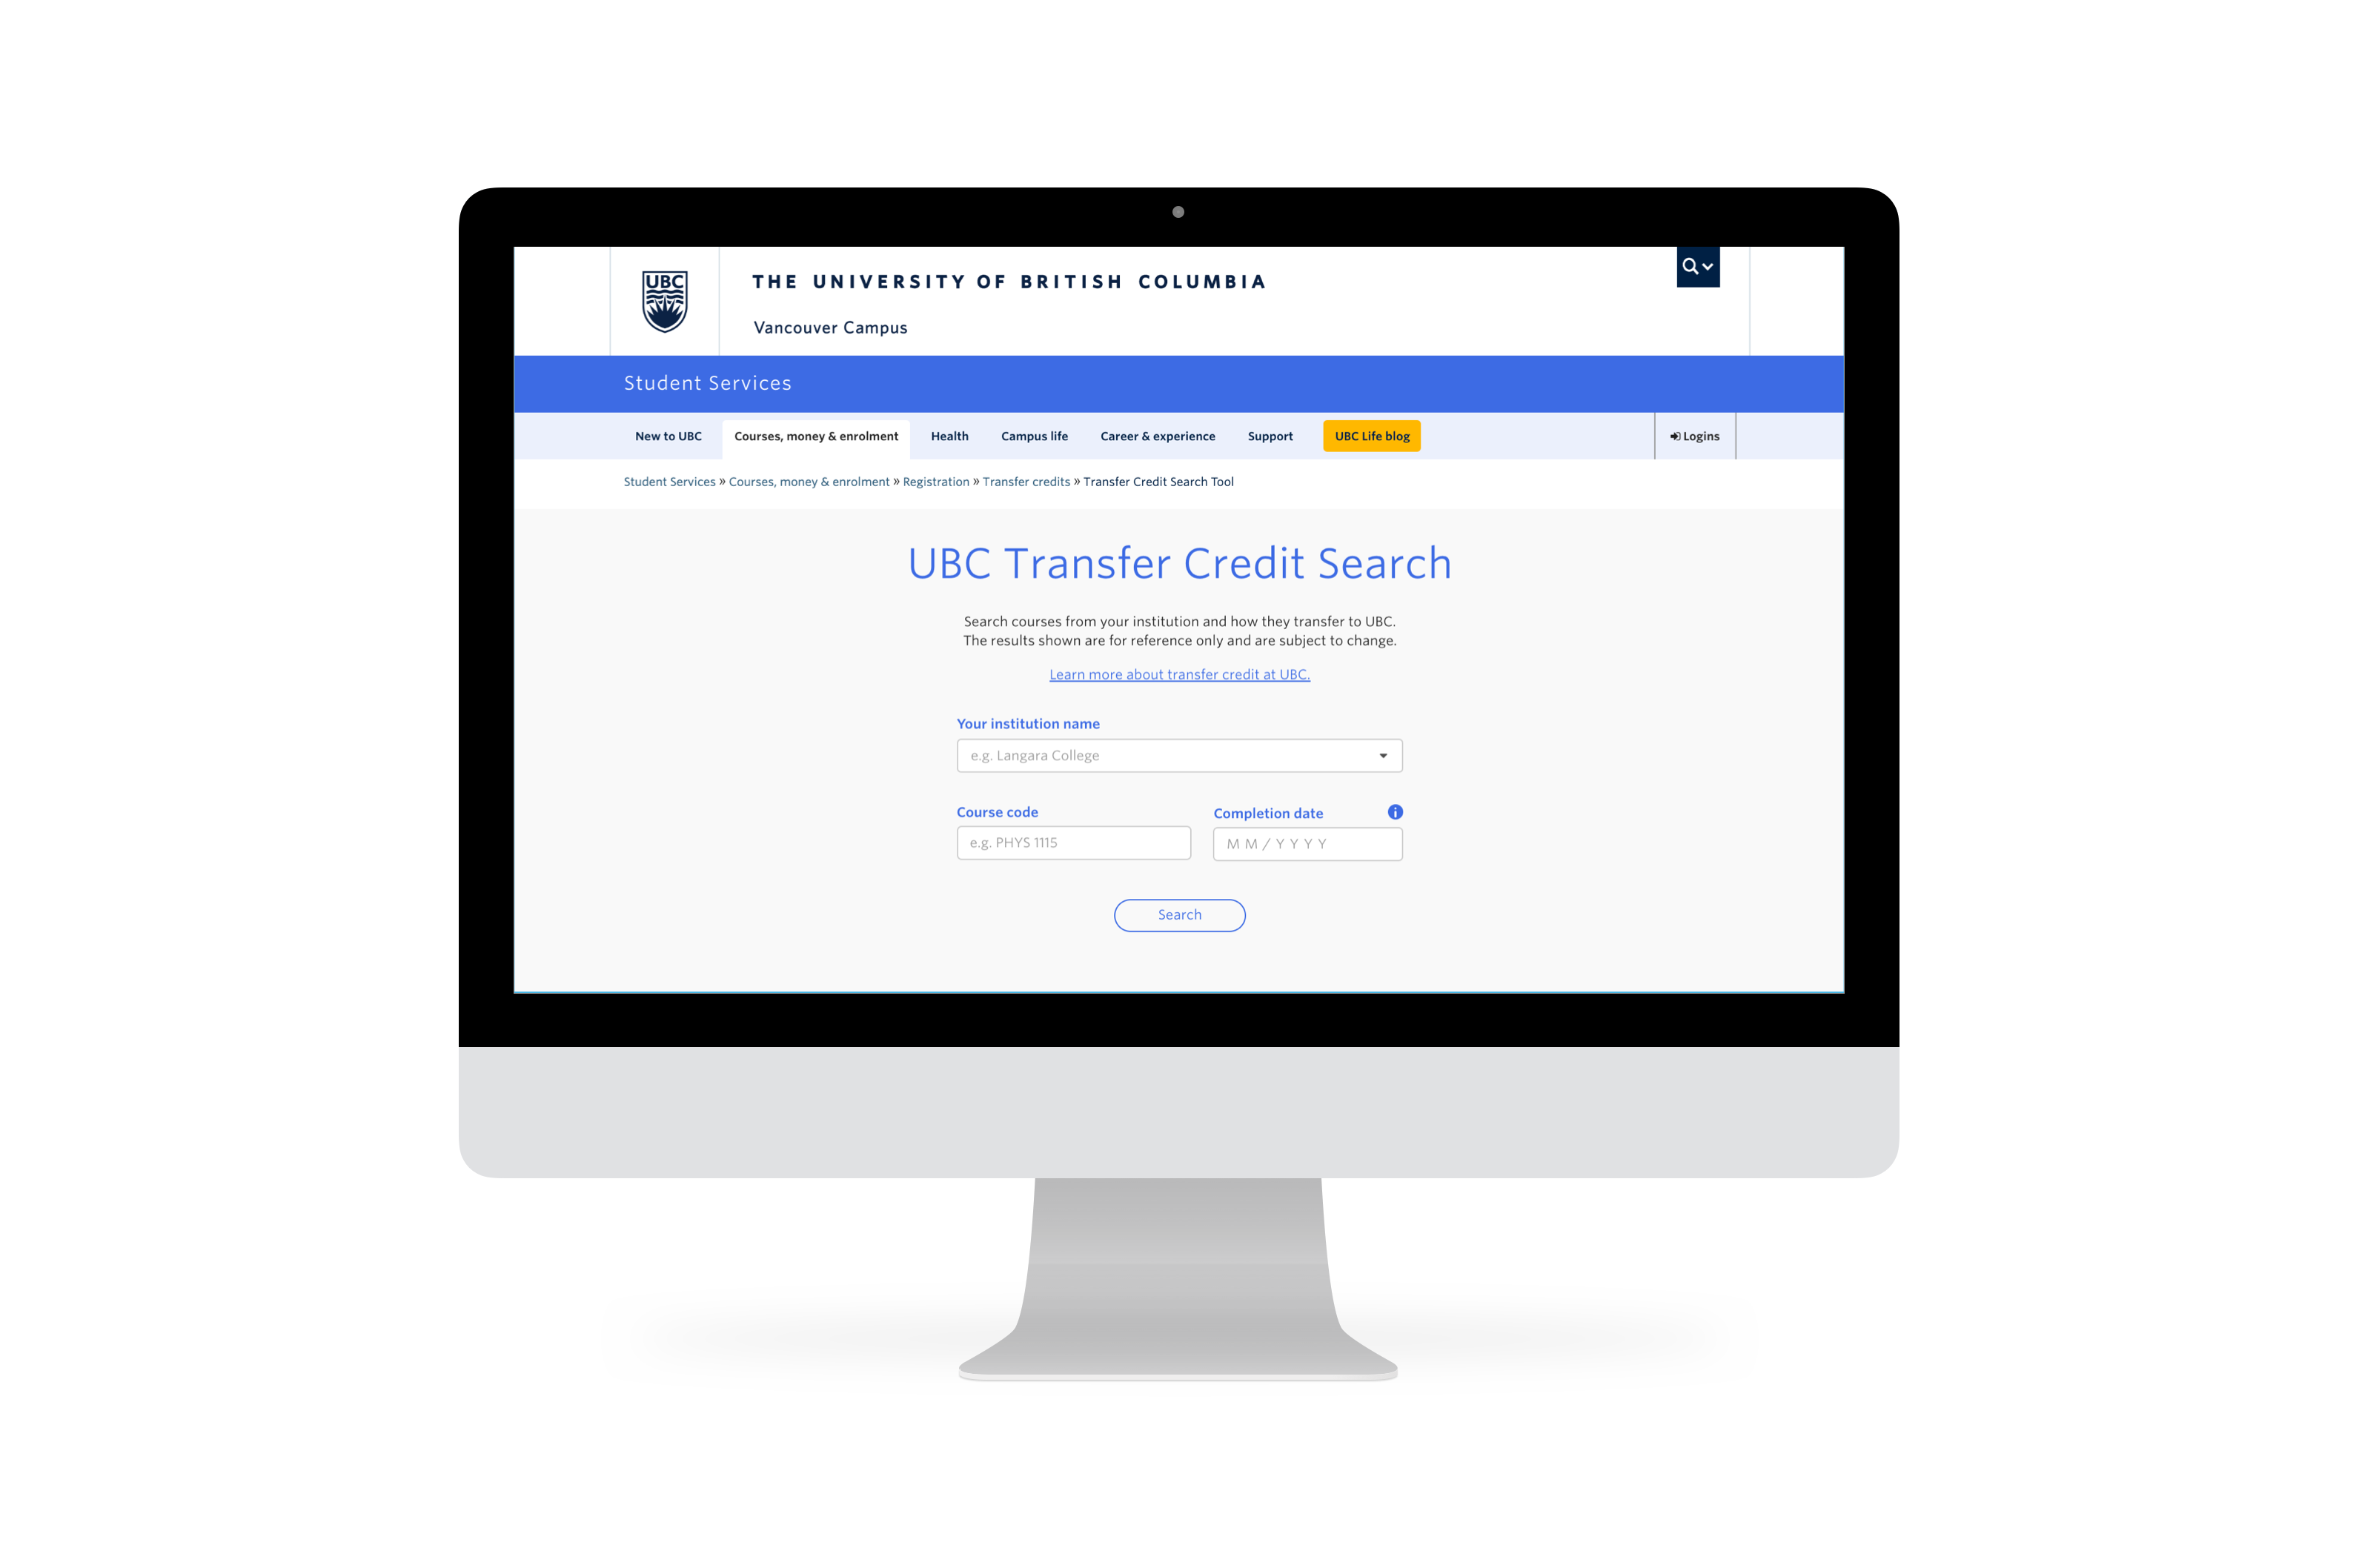 UBC
THE UNIVERSITY OF BRITISH COLUMBIA
Vancouver Campus
Student Services
New to UBC Courses, money & enrolment Health Campus life Career & experience Support UBC Life blog Logins
Student Services » Courses, money & enrolment » Registration » Transfer credits » Transfer Credit Search Tool
UBC Transfer Credit Search
Search courses from your institution and how they transfer to UBC.
The results shown are for reference only and are subject to change.
Learn more about transfer credit at UBC.
Your institution name
e.g. Langara College
Course code Completion date
e.g. PHYS 1115 MM/YYYY
Search